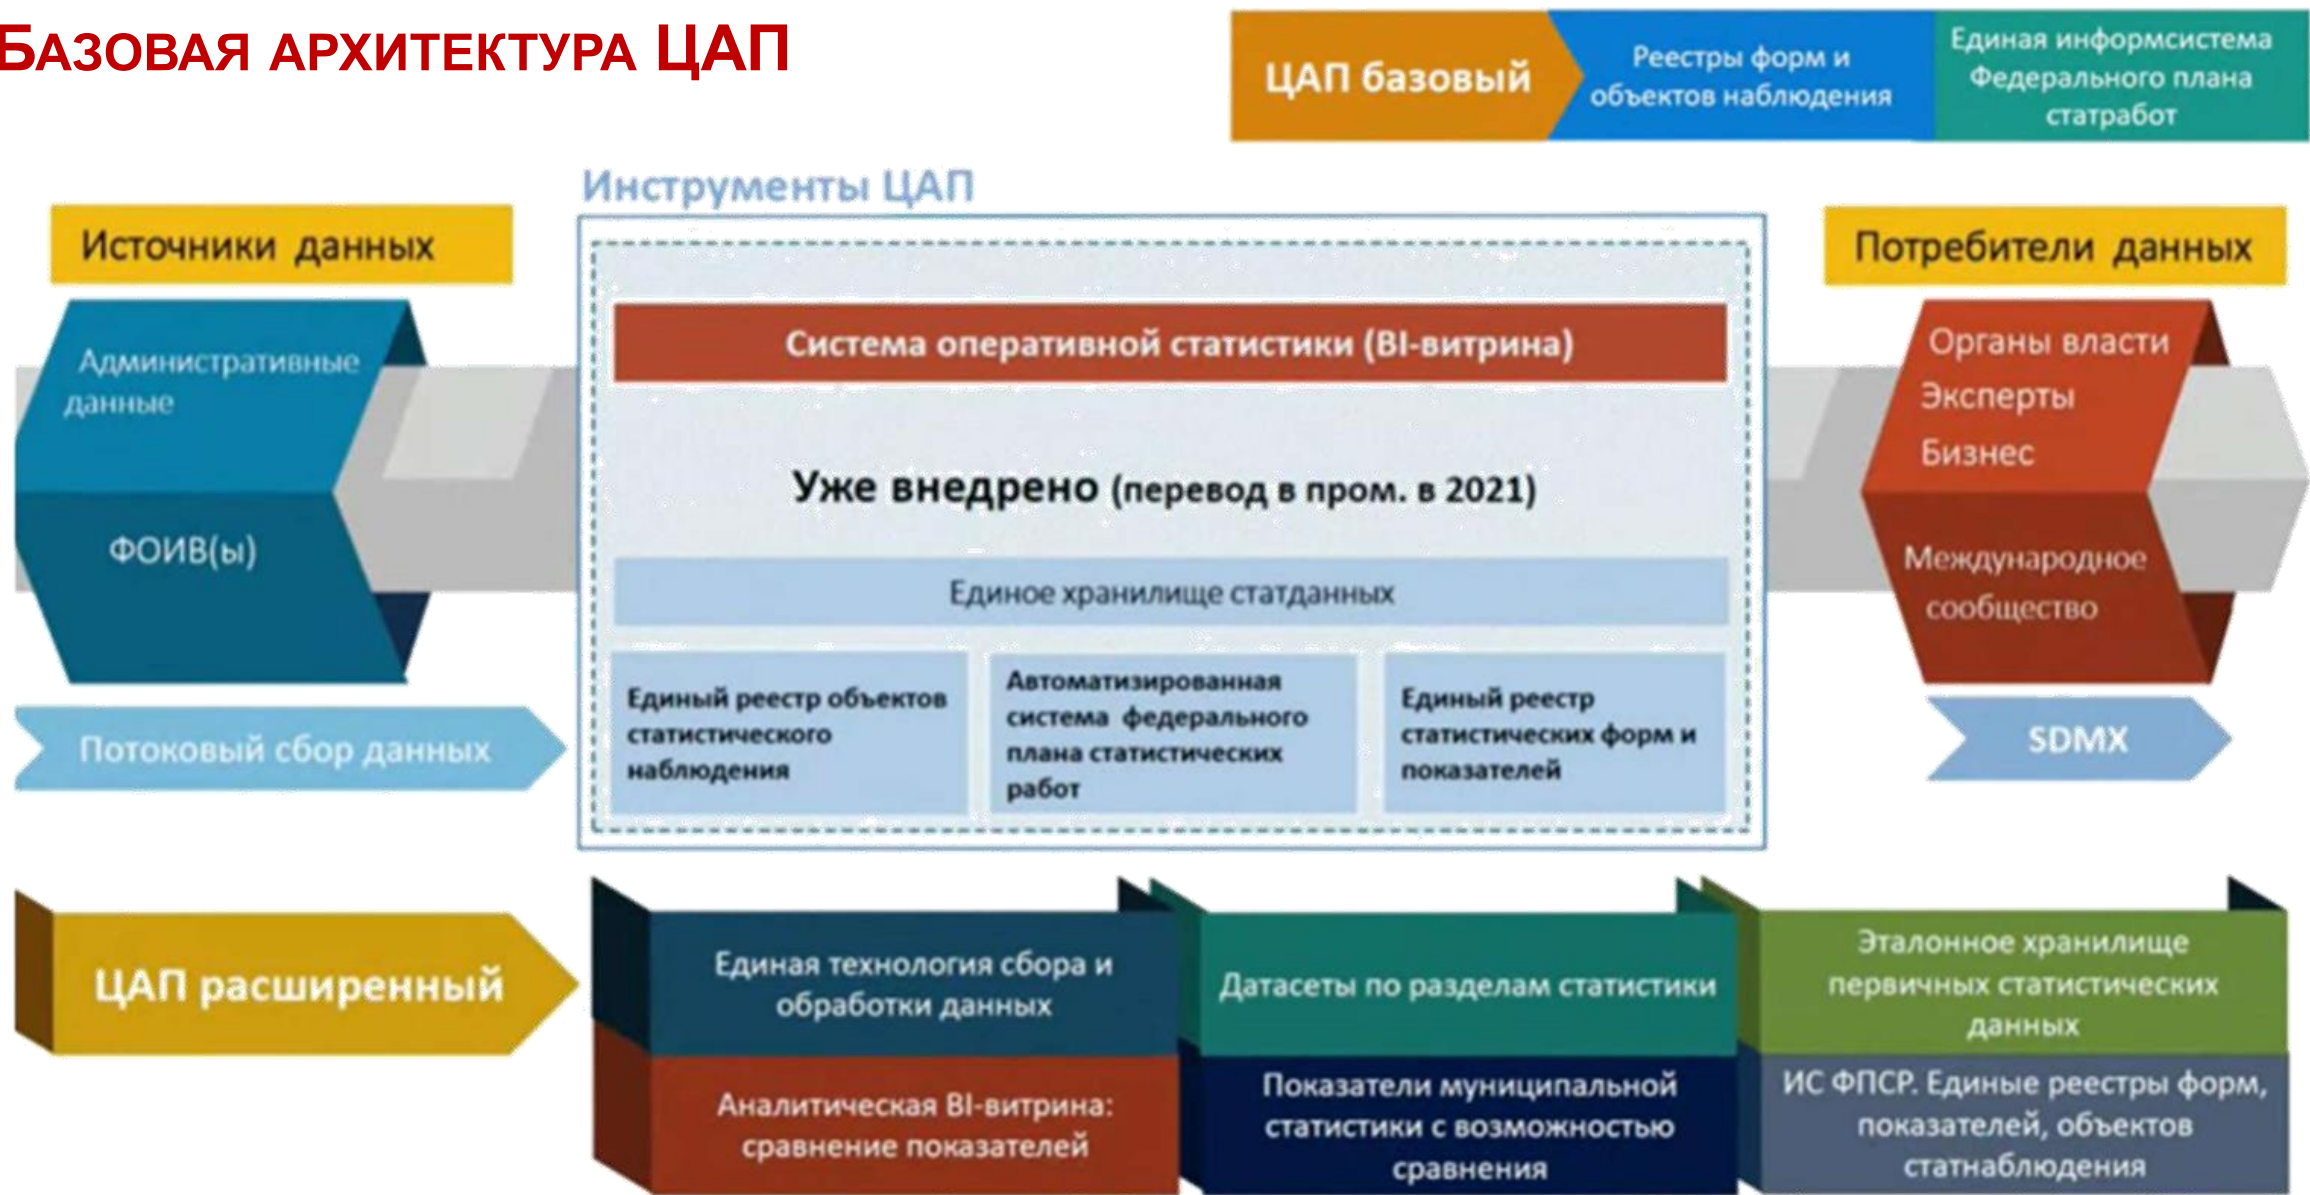 БАЗОВАЯ АРХИТЕКТУРА ЦАП
ЦАП базовый
Реестры форм и
объектов наблюдения
Единая информсистема
Федерального плана
статработ
Инструменты ЦАП
Источники данных
Административные
данные
ФОИВ(ы)
Потоковый сбор данных
Система оперативной статистики (BI-витрина)
Уже внедрено (перевод в пром. в 2021)
Единое хранилище статданных
Единый реестр объектов
статистического
наблюдения
Автоматизированная
система федерального
плана статистических
работ
Единый реестр
статистических форм и
показателей
Потребители данных
Органы власти
Эксперты
Бизнес
Международное
сообщество
SDMX
ЦАП расширенный
Единая технология сбора и
обработки данных
Датасеты по разделам статистики
Эталонное хранилище
первичных статистических
данных
Аналитическая BI-витрина:
сравнение показателей
Показатели муниципальной
статистики с возможностью
сравнения
ИС ФПСР. Единые реестры форм,
показателей, объектов
статнаблюдения